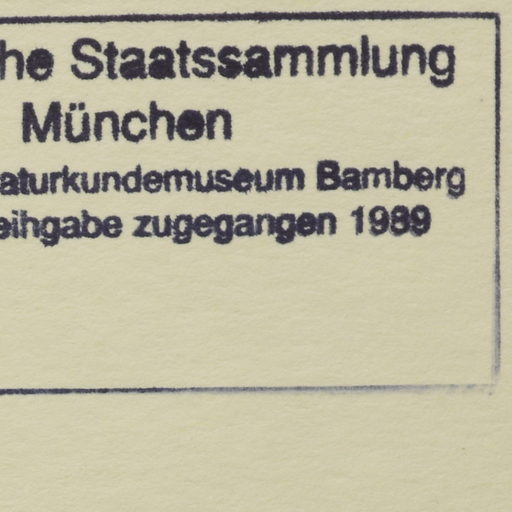 he Staatssammlung
München
aturkundemuseum Bamberg
eihgabe zugegangen 1989